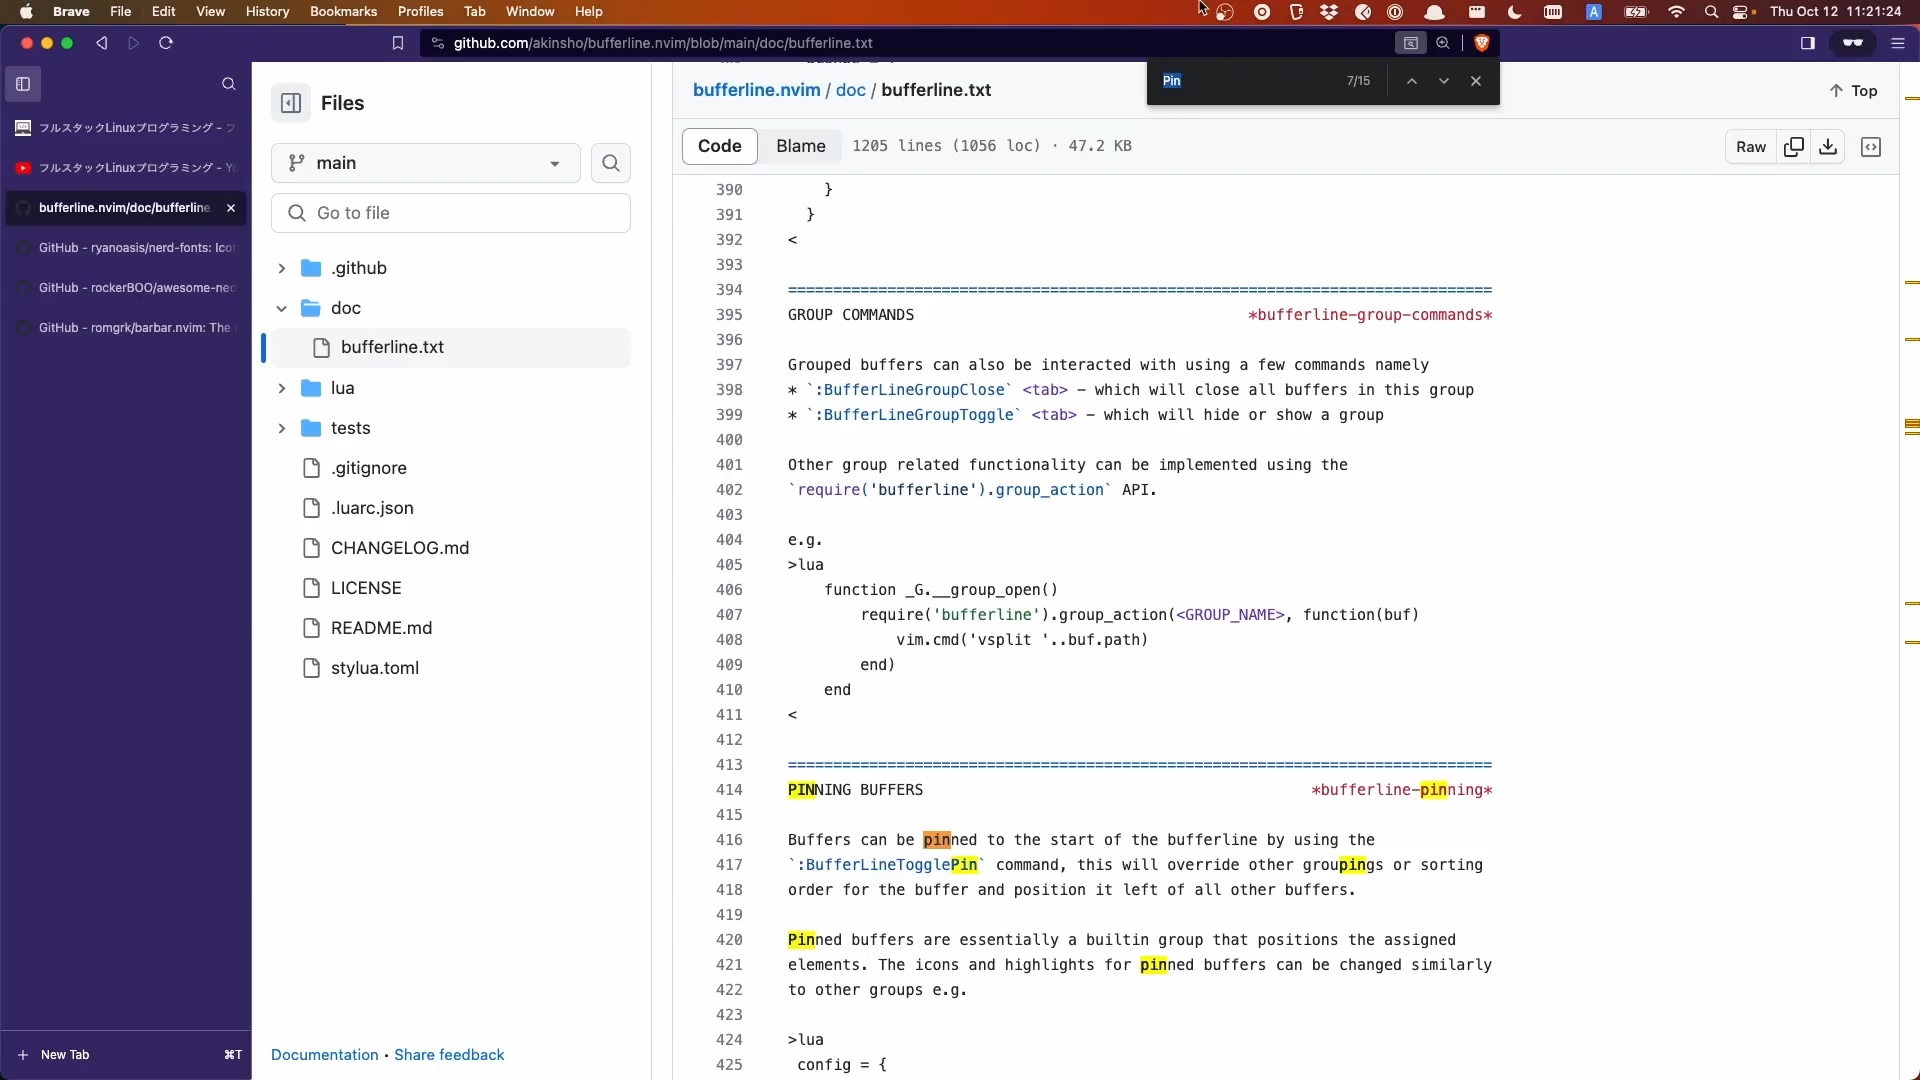 Brave File Edit View History Bookmarks Profiles Tab Window Help
A
Thu Oct 12 11:21:24
github.com/akinsho/bufferline.nvim/blob/main/doc/bufferline.txt
Pin 7/15
フルスタックLinuxプログラミング - フ
フルスタックLinuxプログラミング - Yo
bufferline.nvim/doc/bufferline.
GitHub - ryanoasis/nerd-fonts: Ico
GitHub - rockerBOO/awesome-neo
GitHub - romgrk/barbar.nvim: The
New Tab ⌘T
Files
main
Go to file
.github
doc
bufferline.txt
lua
tests
.gitignore
.luarc.json
CHANGELOG.md
LICENSE
README.md
stylua.toml
Documentation • Share feedback
bufferline.nvim / doc / bufferline.txt
Top
Code Blame 1205 lines (1056 loc) · 47.2 KB
Raw
390 }
391 }
392 <
393
394 ==============================================================================
395 GROUP COMMANDS *bufferline-group-commands*
396
397 Grouped buffers can also be interacted with using a few commands namely
398 * `:BufferLineGroupClose` <tab> - which will close all buffers in this group
399 * `:BufferLineGroupToggle` <tab> - which will hide or show a group
400
401 Other group related functionality can be implemented using the
402 `require('bufferline').group_action` API.
403
404 e.g.
405 >lua
406 function _G.__group_open()
407 require('bufferline').group_action(<GROUP_NAME>, function(buf)
408 vim.cmd('vsplit '..buf.path)
409 end)
410 end
411 <
412
413 ==============================================================================
414 PINNING BUFFERS *bufferline-pinning*
415
416 Buffers can be pinned to the start of the bufferline by using the
417 `:BufferLineTogglePin` command, this will override other groupings or sorting
418 order for the buffer and position it left of all other buffers.
419
420 Pinned buffers are essentially a builtin group that positions the assigned
421 elements. The icons and highlights for pinned buffers can be changed similarly
422 to other groups e.g.
423
424 >lua
425 config = {